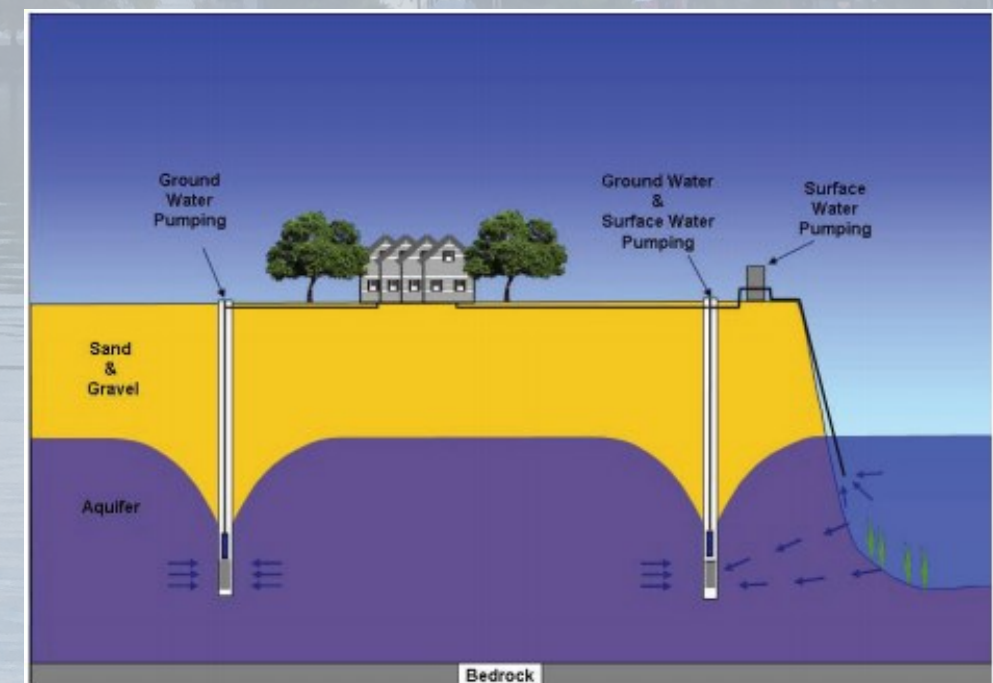 Ground
Water
Pumping
Ground Water
&
Surface Water
Pumping
Surface
Water
Pumping
Sand
&
Gravel
Aquifer
Bedrock